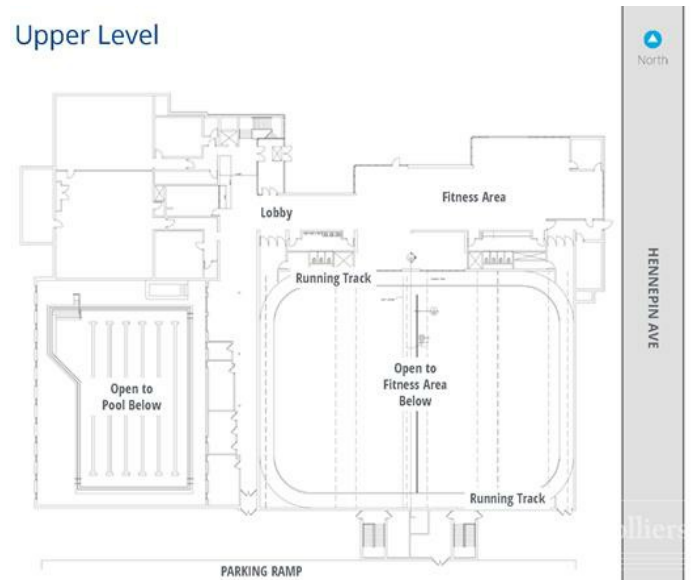 Upper Level
North
Lobby
Fitness Area
Running Track
HENNEPIN AVE
Open to
Pool Below
Open to
Fitness Area
Below
Running Track
PARKING RAMP